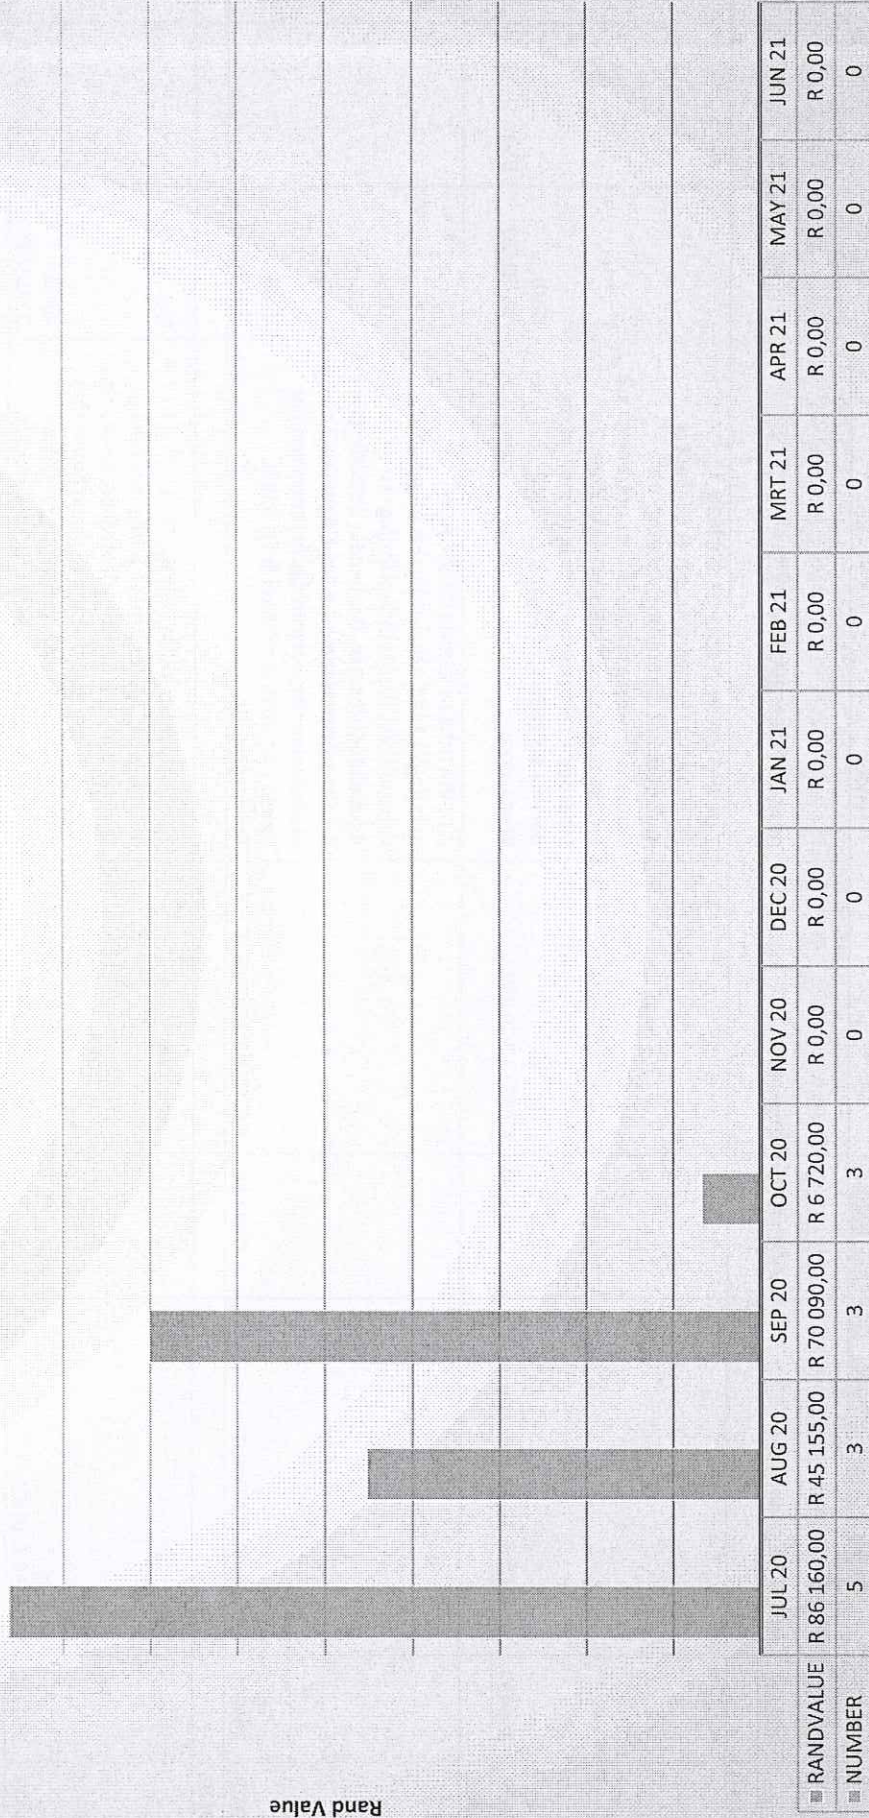 Rand Value
JUL 20 AUG 20 SEP 20 OCT 20 NOV 20 DEC 20 JAN 21 FEB 21 MRT 21 APR 21 MAY 21 JUN 21
RANDVALUE R 86 160,00 R 45 155,00 R 70 090,00 R 6 720,00 R 0,00 R 0,00 R 0,00 R 0,00 R 0,00 R 0,00 R 0,00 R 0,00
NUMBER 5 3 3 3 0 0 0 0 0 0 0 0